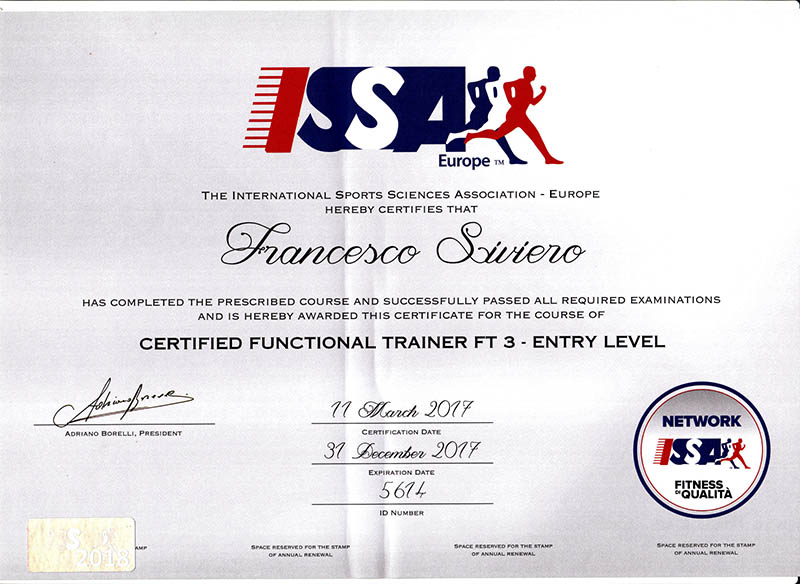 ISSA
Europe ™
The International Sports Sciences Association - Europe
hereby certifies that
Francesco Siviero
has completed the prescribed course and successfully passed all required examinations
and is hereby awarded this certificate for the course of
CERTIFIED FUNCTIONAL TRAINER FT 3 - ENTRY LEVEL
Adriano Borelli, President
11 March 2017
Certification Date
31 December 2017
Expiration Date
5614
ID Number
NETWORK
ISSA
FITNESS
DI QUALITÀ
2018
Space reserved for the stamp
of annual renewal
Space reserved for the stamp
of annual renewal
Space reserved for the stamp
of annual renewal